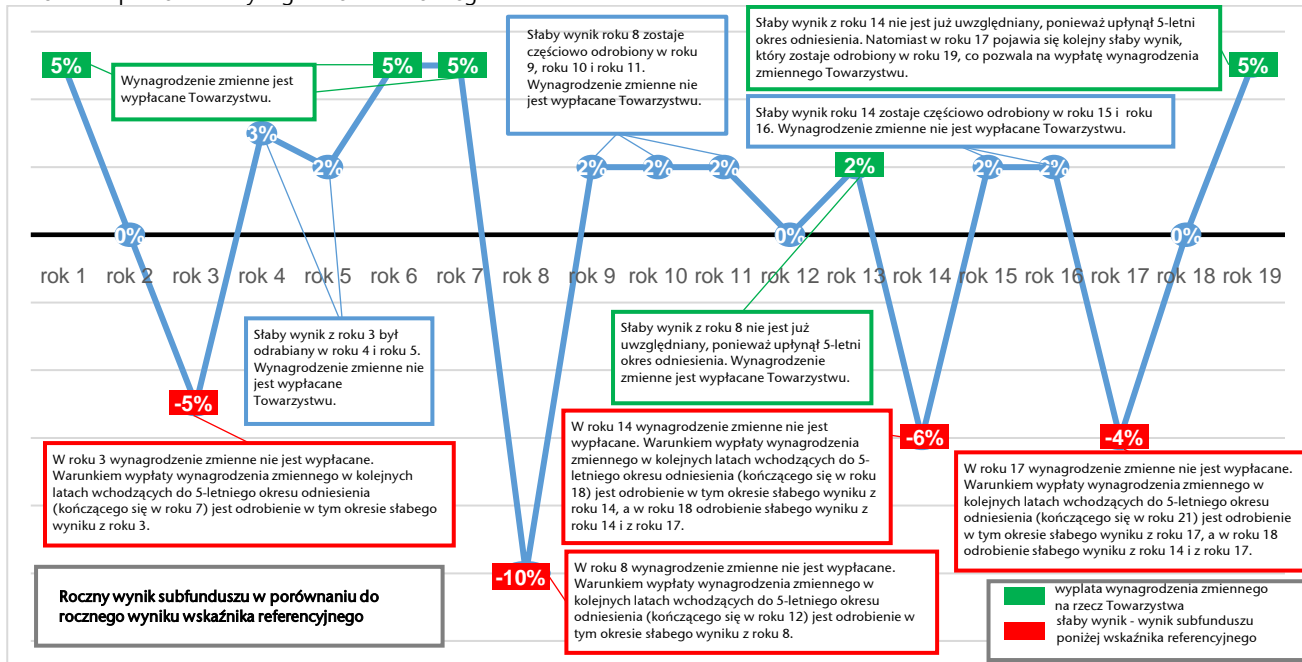 5%
Wynagrodzenie zmienne jest
wypłacane Towarzystwu.
5%
5%
Słaby wynik roku 8 zostaje
częściowo odrobiony w roku
9, roku 10 i roku 11.
Wynagrodzenie zmienne nie
jest wypłacane Towarzystwu.
Słaby wynik z roku 14 nie jest już uwzględniany, ponieważ upłynął 5-letni
okres odniesienia. Natomiast w roku 17 pojawia się kolejny słaby wynik,
który zostaje odrobiony w roku 19, co pozwala na wypłatę wynagrodzenia
zmiennego Towarzystwu.
5%
Słaby wynik roku 14 zostaje częściowo odrobiony w roku 15 i roku
16. Wynagrodzenie zmienne nie jest wypłacane Towarzystwu.
3%
2%
2%
2%
2%
2%
2%
2%
0%
0%
0%
rok 1 rok 2 rok 3 rok 4 rok 5 rok 6 rok 7 rok 8 rok 9 rok 10 rok 11 rok 12 rok 13 rok 14 rok 15 rok 16 rok 17 rok 18 rok 19
Słaby wynik z roku 3 był
odrabiany w roku 4 i roku 5.
Wynagrodzenie zmienne nie
jest wypłacane
Towarzystwu.
Słaby wynik z roku 8 nie jest już
uwzględniany, ponieważ upłynął 5-letni
okres odniesienia. Wynagrodzenie
zmienne jest wypłacane Towarzystwu.
-5%
-6%
-4%
W roku 3 wynagrodzenie zmienne nie jest wypłacane.
Warunkiem wypłaty wynagrodzenia zmiennego w kolejnych
latach wchodzących do 5-letniego okresu odniesienia
(kończącego się w roku 7) jest odrobienie w tym okresie słabego
wyniku z roku 3.
W roku 14 wynagrodzenie zmienne nie jest
wypłacane. Warunkiem wypłaty wynagrodzenia
zmiennego w kolejnych latach wchodzących do 5-
letniego okresu odniesienia (kończącego się w roku
18) jest odrobienie w tym okresie słabego wyniku z
roku 14, a w roku 18 odrobienie słabego wyniku z
roku 14 i z roku 17.
W roku 17 wynagrodzenie zmienne nie jest wypłacane.
Warunkiem wypłaty wynagrodzenia zmiennego w
kolejnych latach wchodzących do 5-letniego okresu
odniesienia (kończącego się w roku 21) jest odrobienie
w tym okresie słabego wyniku z roku 17, a w roku 18
odrobienie słabego wyniku z roku 14 i z roku 17.
-10%
W roku 8 wynagrodzenie zmienne nie jest wypłacane.
Warunkiem wypłaty wynagrodzenia zmiennego w
kolejnych latach wchodzących do 5-letniego okresu
odniesienia (kończącego się w roku 12) jest odrobienie w
tym okresie słabego wyniku z roku 8.
Roczny wynik subfunduszu w porównaniu do
rocznego wyniku wskaźnika referencyjnego
wypłata wynagrodzenia zmiennego
na rzecz Towarzystwa
słaby wynik - wynik subfunduszu
poniżej wskaźnika referencyjnego